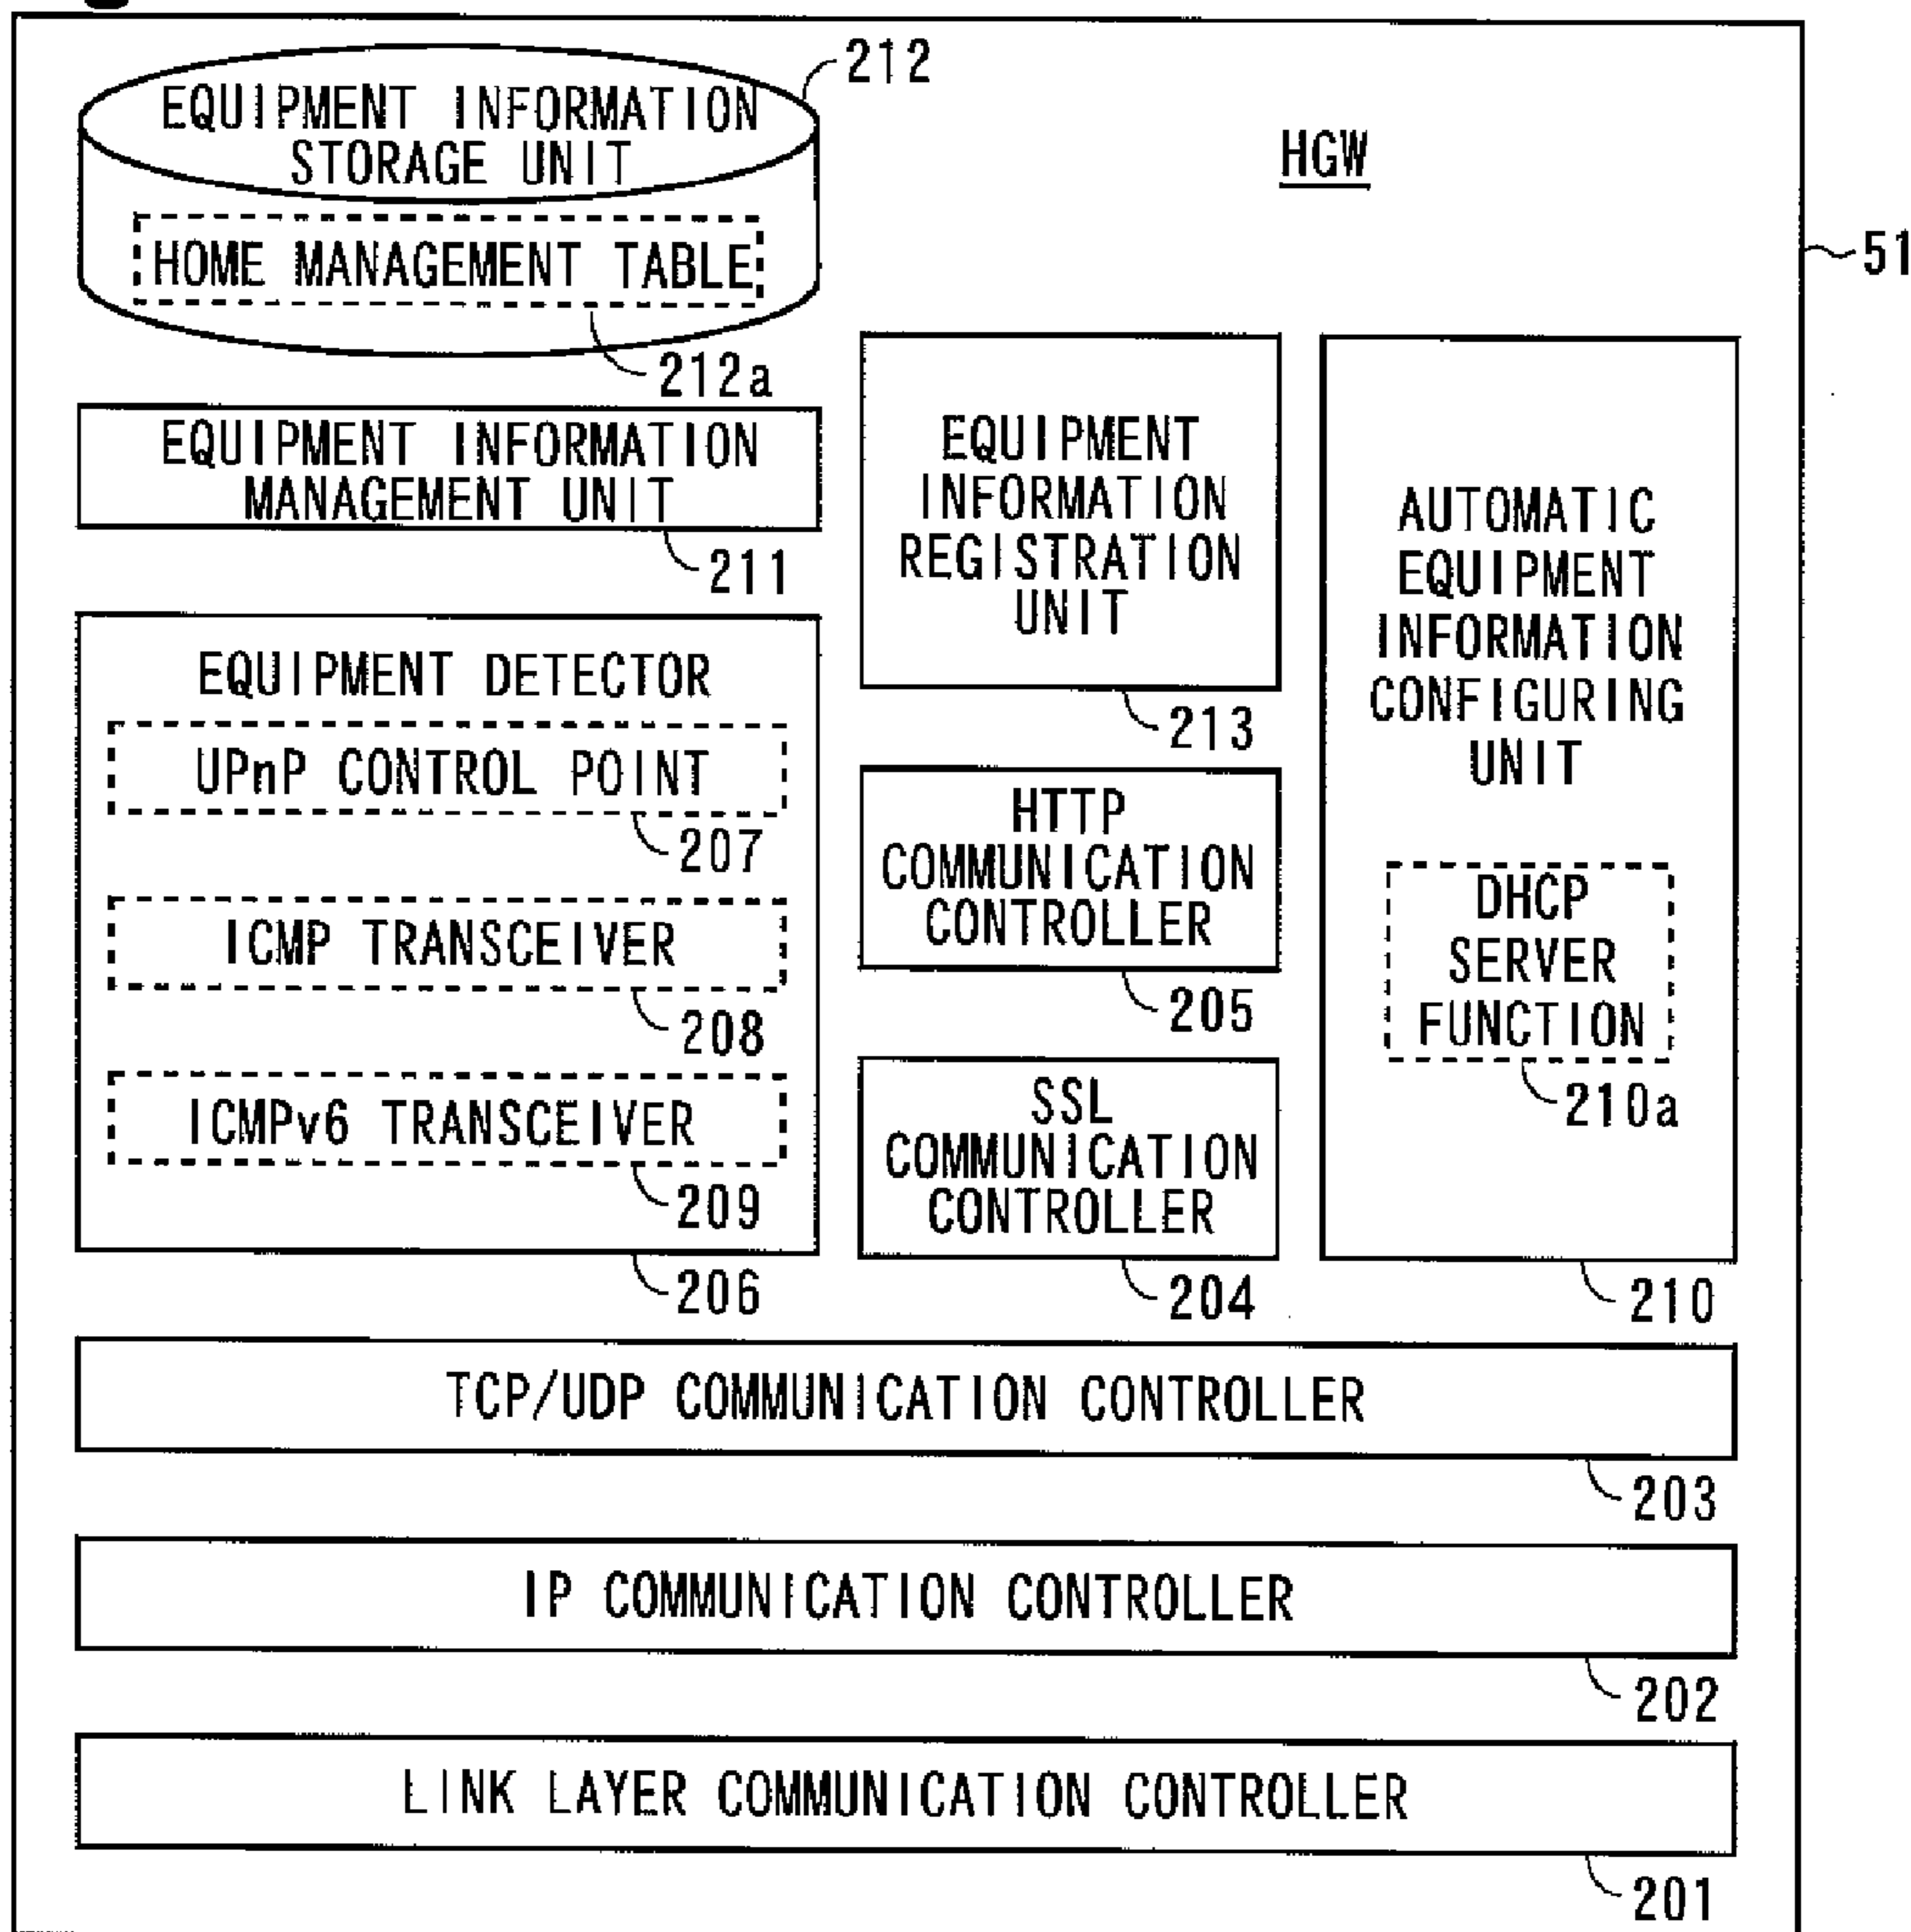 212
EQUIPMENT INFORMATION
STORAGE UNIT
HGW
HOME MANAGEMENT TABLE
51
212a
EQUIPMENT INFORMATION
MANAGEMENT UNIT
211
EQUIPMENT
INFORMATION
REGISTRATION
UNIT
213
AUTOMATIC
EQUIPMENT
INFORMATION
CONFIGURING
UNIT
EQUIPMENT DETECTOR
UPnP CONTROL POINT
207
ICMP TRANSCEIVER
208
ICMPv6 TRANSCEIVER
209
206
HTTP
COMMUNICATION
CONTROLLER
205
SSL
COMMUNICATION
CONTROLLER
204
DHCP
SERVER
FUNCTION
210a
210
TCP/UDP COMMUNICATION CONTROLLER
203
IP COMMUNICATION CONTROLLER
202
LINK LAYER COMMUNICATION CONTROLLER
201